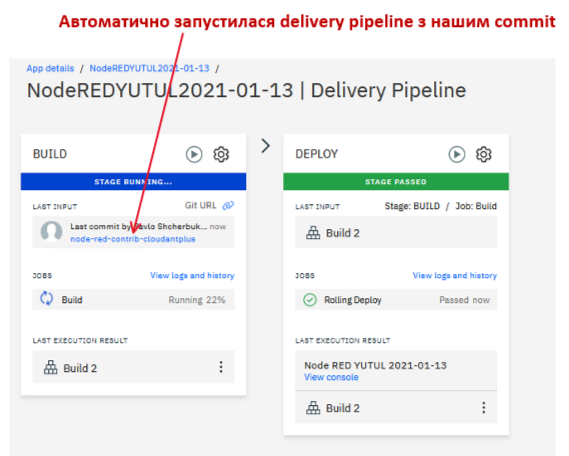 Автоматично запустилася delivery pipeline з нашим commit
App details / NodeREDYUTUL2021-01-13 /
NodeREDYUTUL2021-01-13 | Delivery Pipeline
BUILD
STAGE RUNNING...
LAST INPUT Git URL
Last commit by Pavlo Shcherbuk... now
node-red-contrib-cloudantplus
JOBS View logs and history
Build Running 22%
LAST EXECUTION RESULT
Build 2
DEPLOY
STAGE PASSED
LAST INPUT Stage: BUILD / Job: Build
Build 2
JOBS View logs and history
Rolling Deploy Passed now
LAST EXECUTION RESULT
Node RED YUTUL 2021-01-13
View console
Build 2